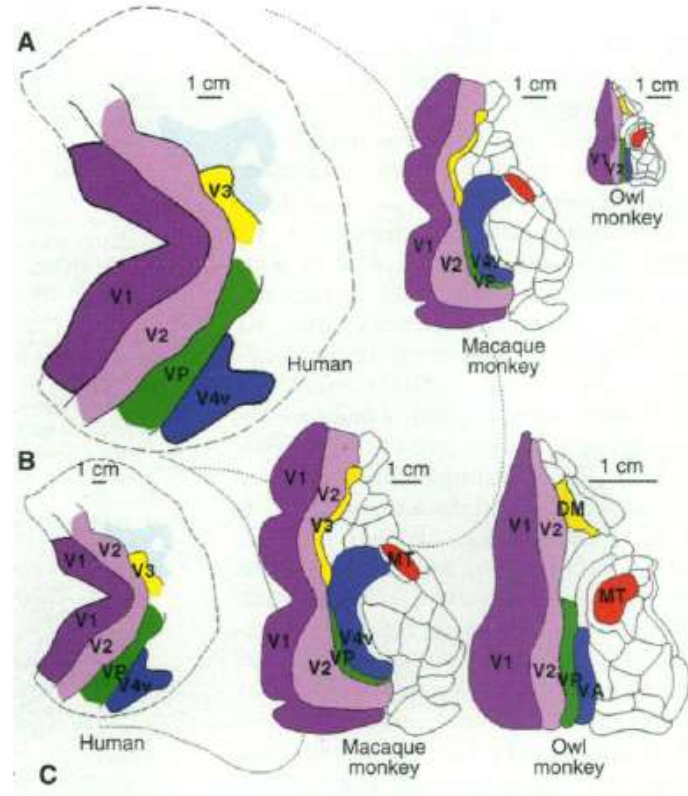 A
1 cm
1 cm
1 cm
V3
V1
V2
VP
V4v
Human
V1
V2
V4v
VP
Macaque
monkey
V1
V2
Owl
monkey
B
1 cm
V2
V1
V3
V1
V2
VP
V4v
Human
1 cm
V1
V2
V3
MT
V1
V4v
V2
VP
Macaque
monkey
1 cm
DM
V1
V2
MT
V1
V2
VP
VA
Owl
monkey
C